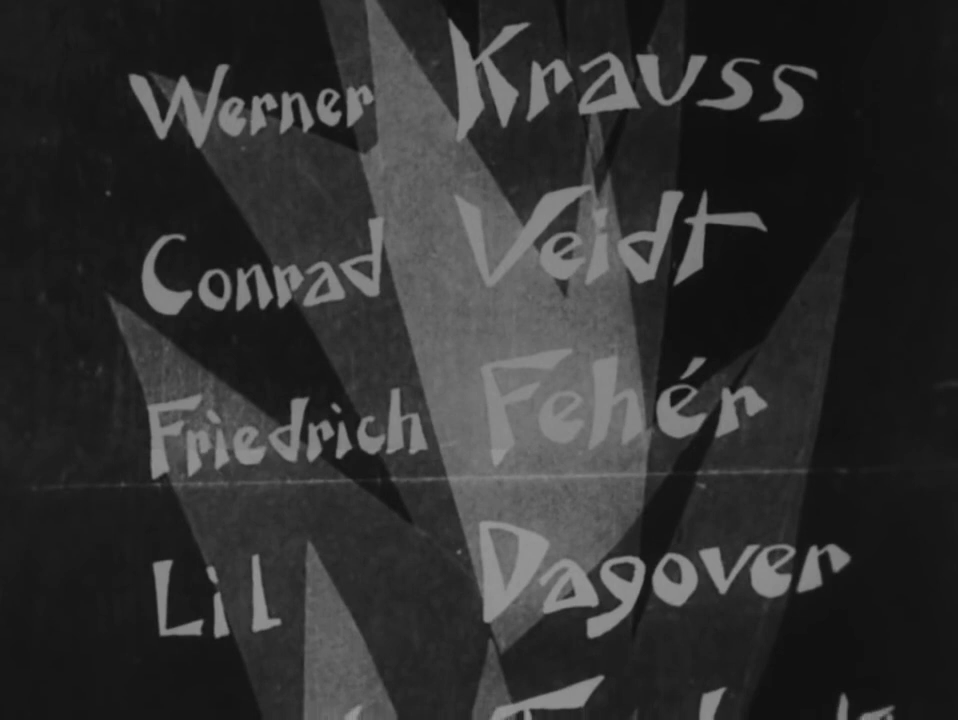 Werner Krauss
Conrad Veidt
Friedrich Fehér
Lil Dagover